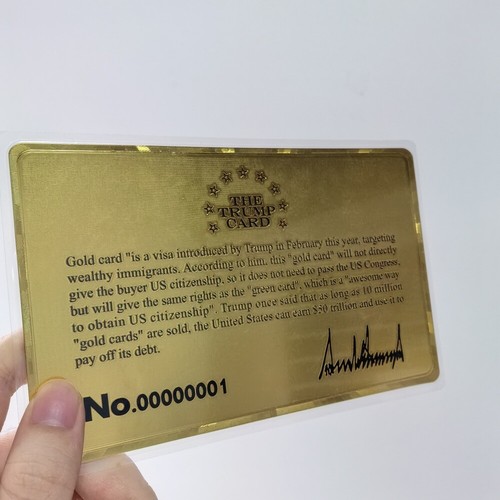 THE
TRUMP
CARD
Gold card "is a visa introduced by Trump in February this year, targeting
wealthy immigrants. According to him, this "gold card" will not directly
give the buyer US citizenship, so it does not need to pass the US Congress,
but will give the same rights as the "green card", which is a "awesome way
to obtain US citizenship". Trump once said that as long as 10 million
"gold cards" are sold, the United States can earn $50 trillion and use it to
pay off its debt.
No.00000001